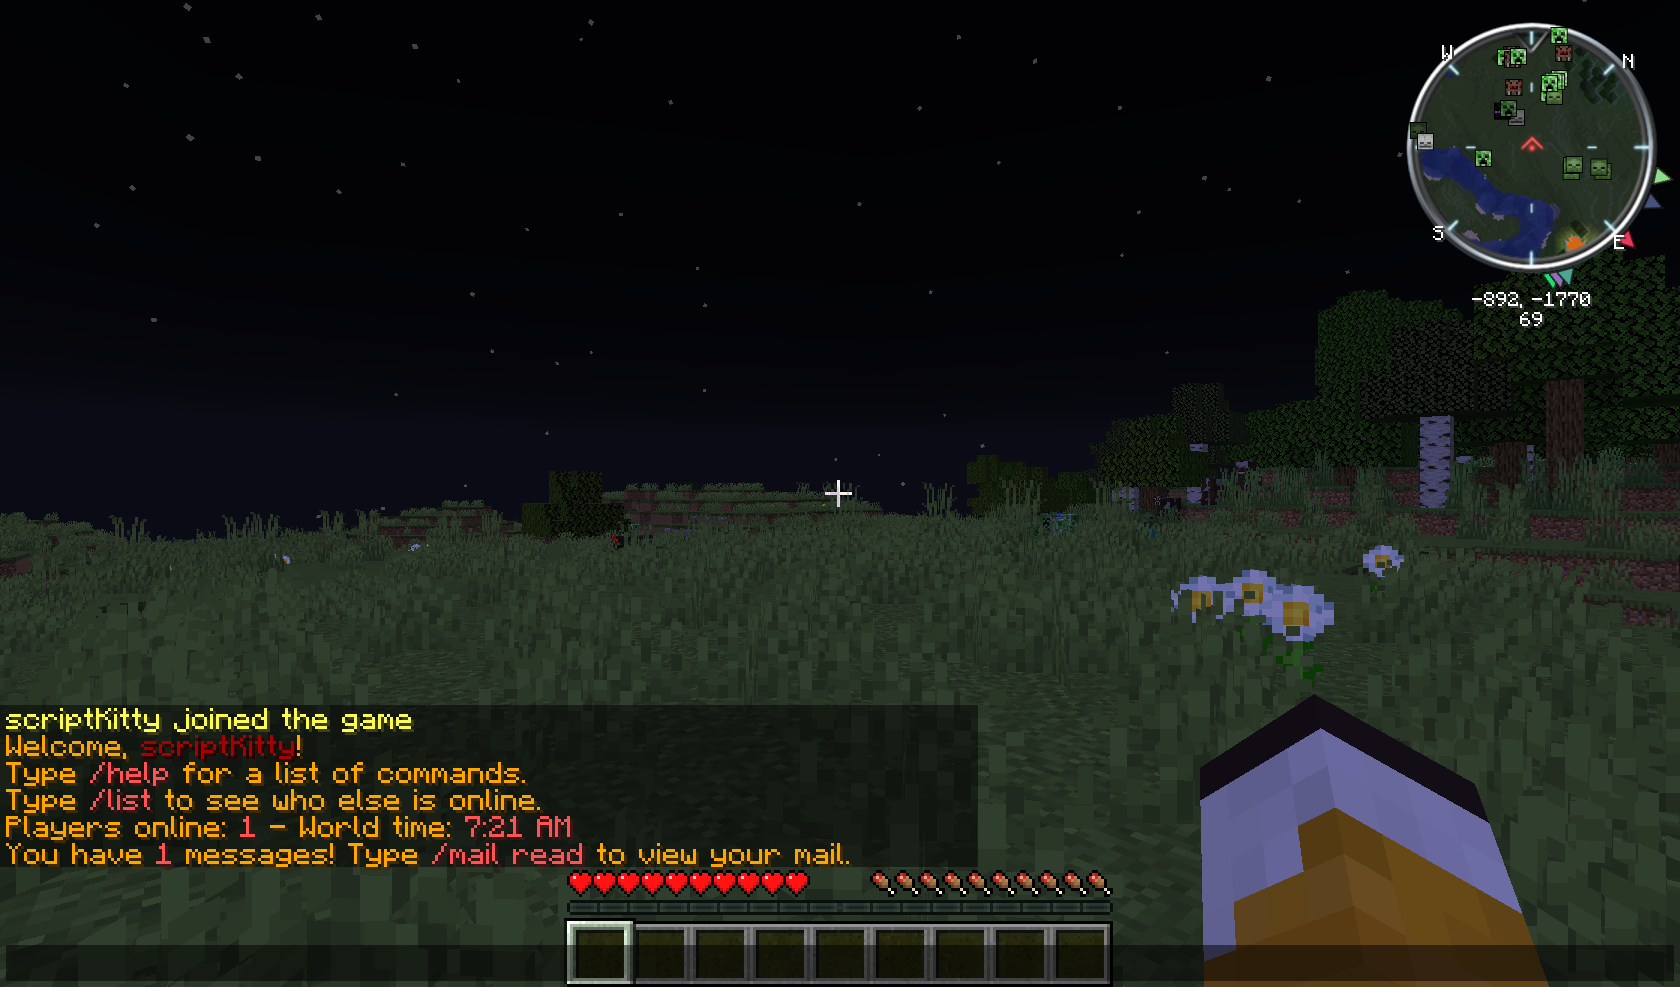 W
N
S
E
-892, -1770
69
scriptKitty joined the game
Welcome, scriptKitty!
Type /help for a list of commands.
Type /list to see who else is online.
Players online: 1 - World time: 7:21 AM
You have 1 messages! Type /mail read to view your mail.